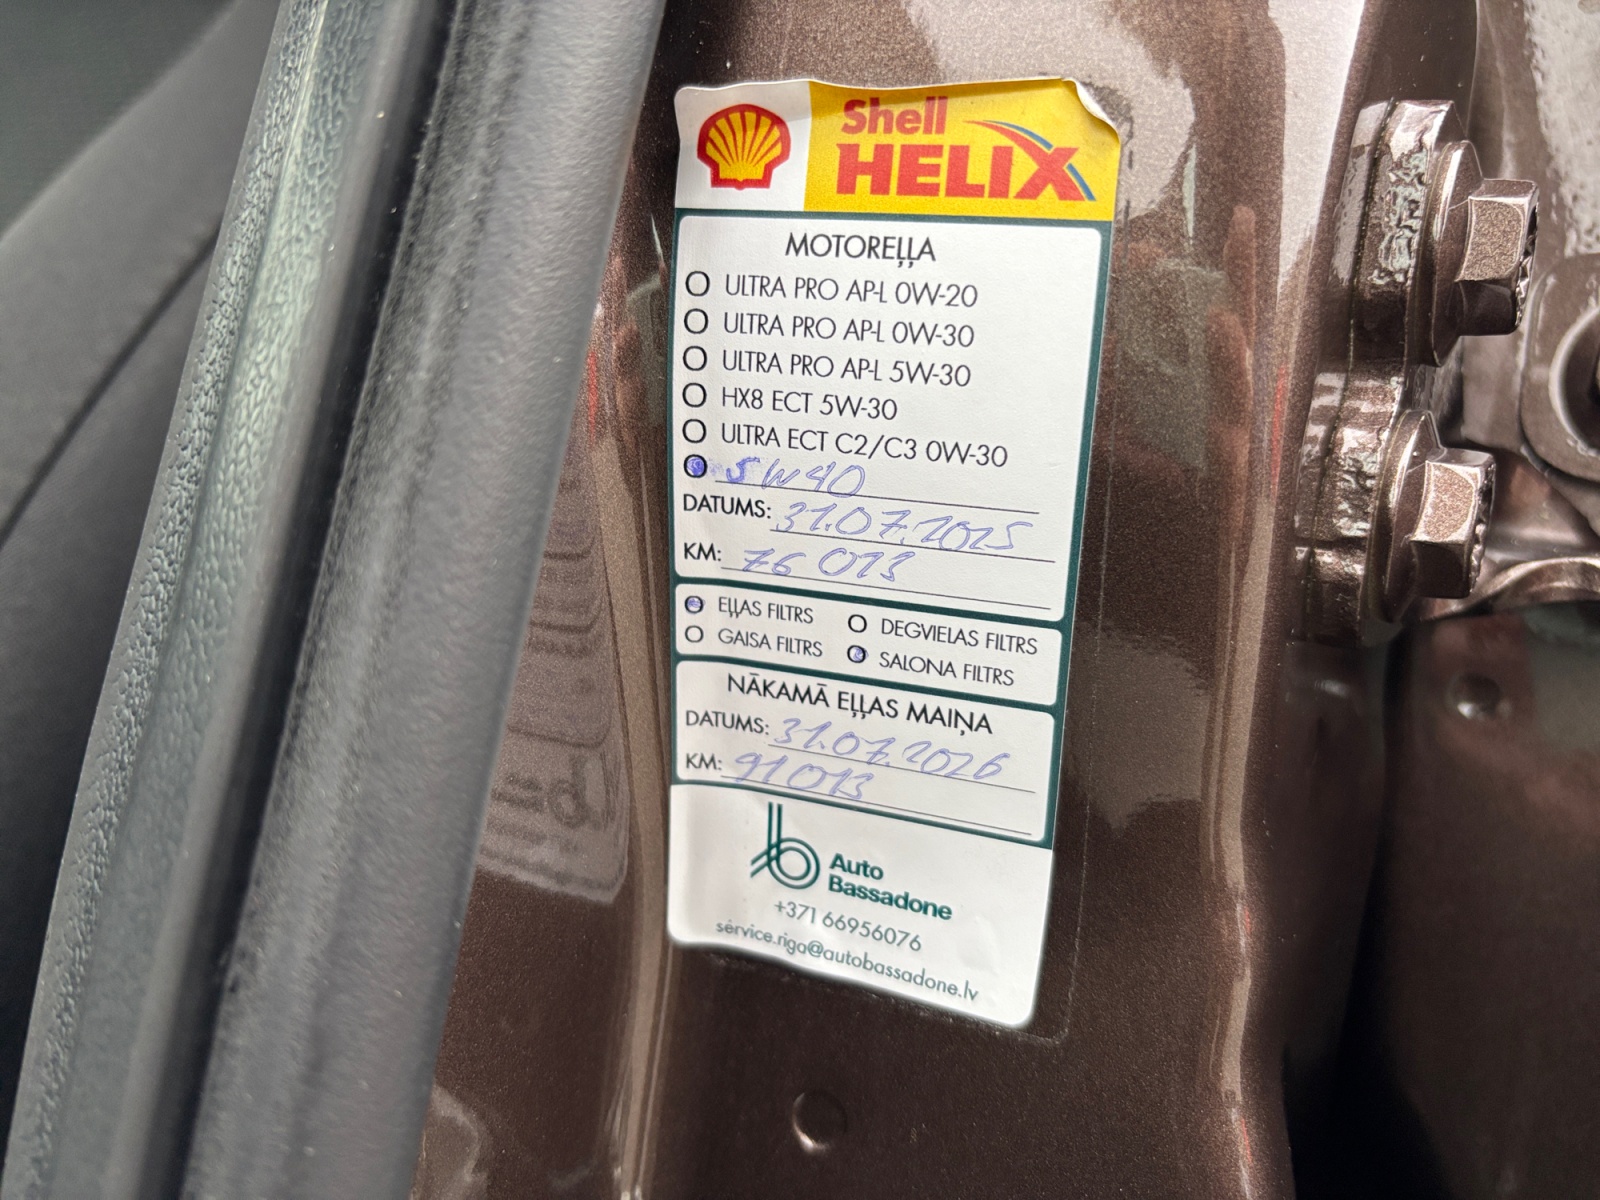 Shell
HELIX
MOTOREĻĻA
ULTRA PRO AP-L 0W-20
ULTRA PRO AP-L 0W-30
ULTRA PRO AP-L 5W-30
HX8 ECT 5W-30
ULTRA ECT C2/C3 0W-30
5W40
DATUMS: 31.07.2025
KM: 76 013
EĻĻAS FILTRS
DEGVIELAS FILTRS
GAISA FILTRS
SALONA FILTRS
NĀKAMĀ EĻĻAS MAIŅA
DATUMS: 31.07.2026
KM: 91 013
Auto
Bassadone
+371 66956076
service.riga@autobassadone.lv